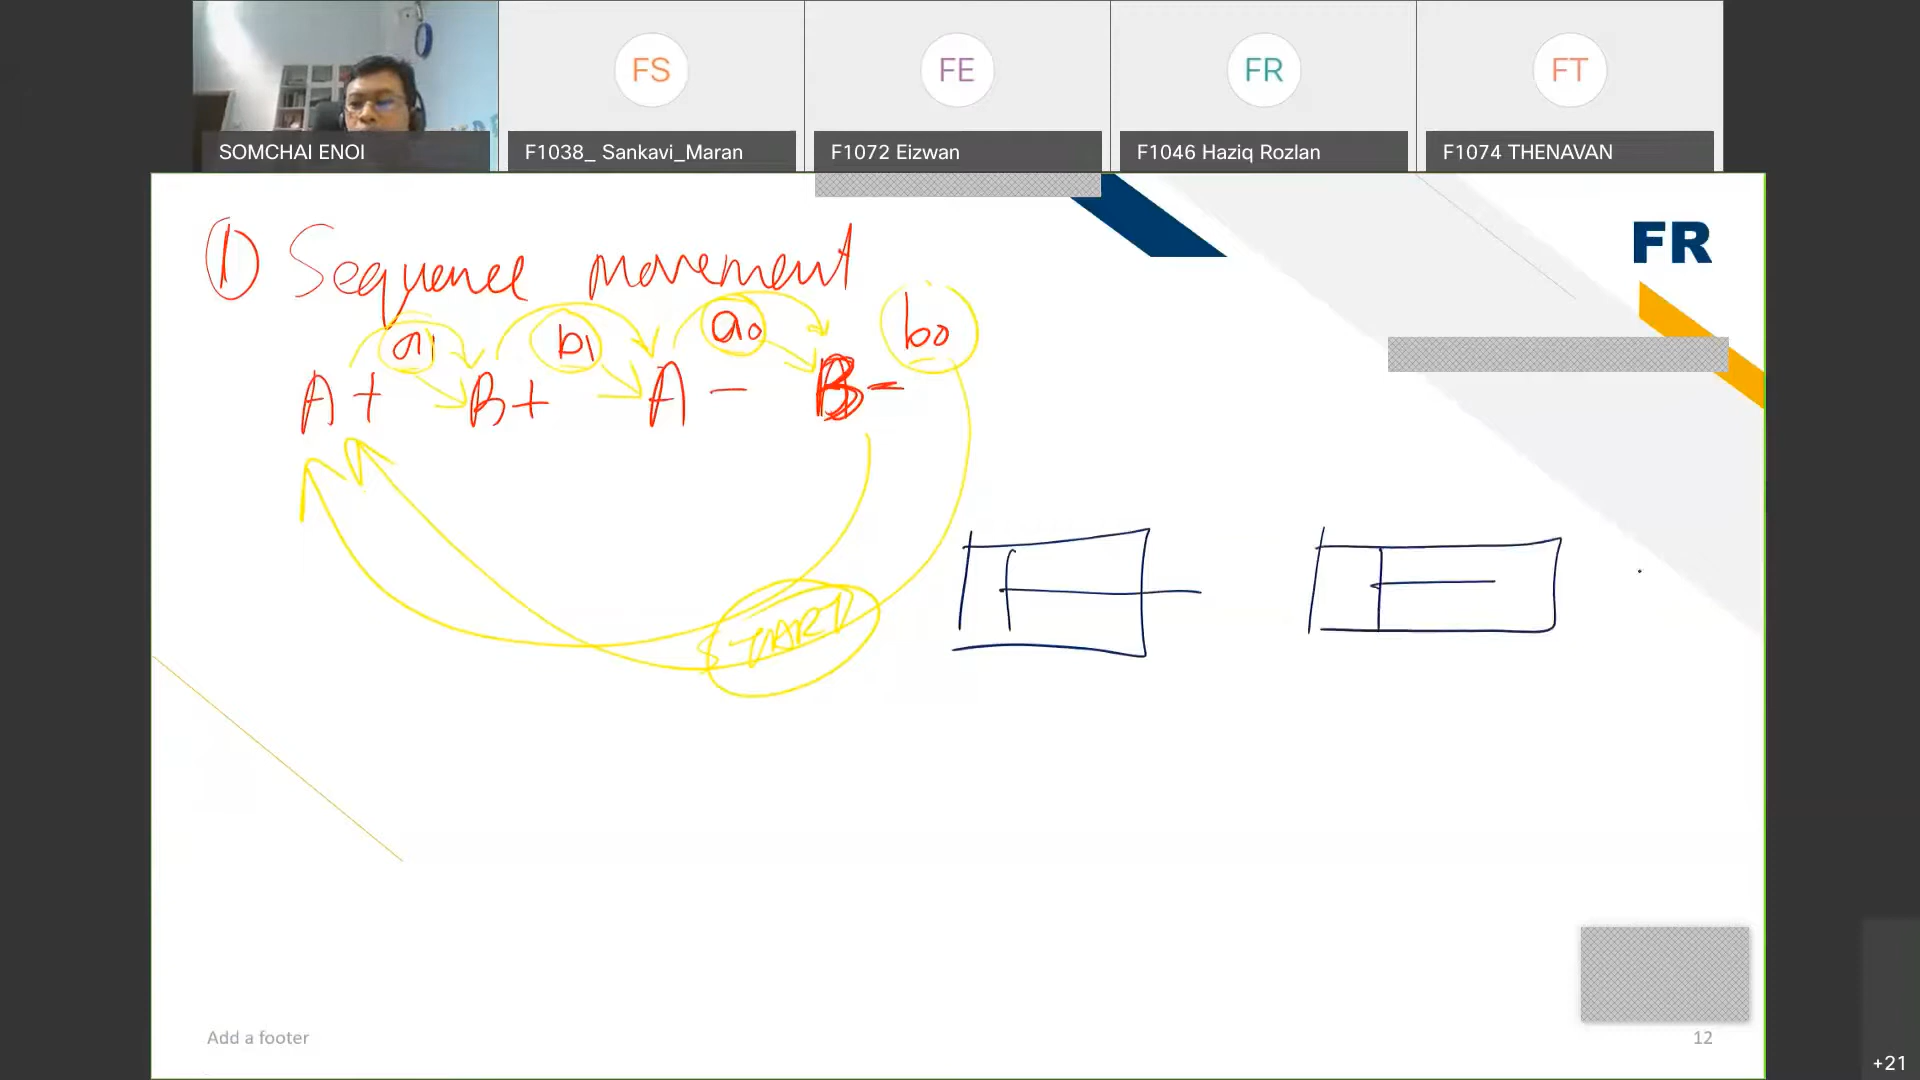 FS
FE
FR
FT
SOMCHAI ENOI
F1038_ Sankavi_Maran
F1072 Eizwan
F1046 Haziq Rozlan
F1074 THENAVAN
FR
① Sequence movement
a1 b1 a0 b0
A+ B+ A- B-
START
Add a footer
12
+21